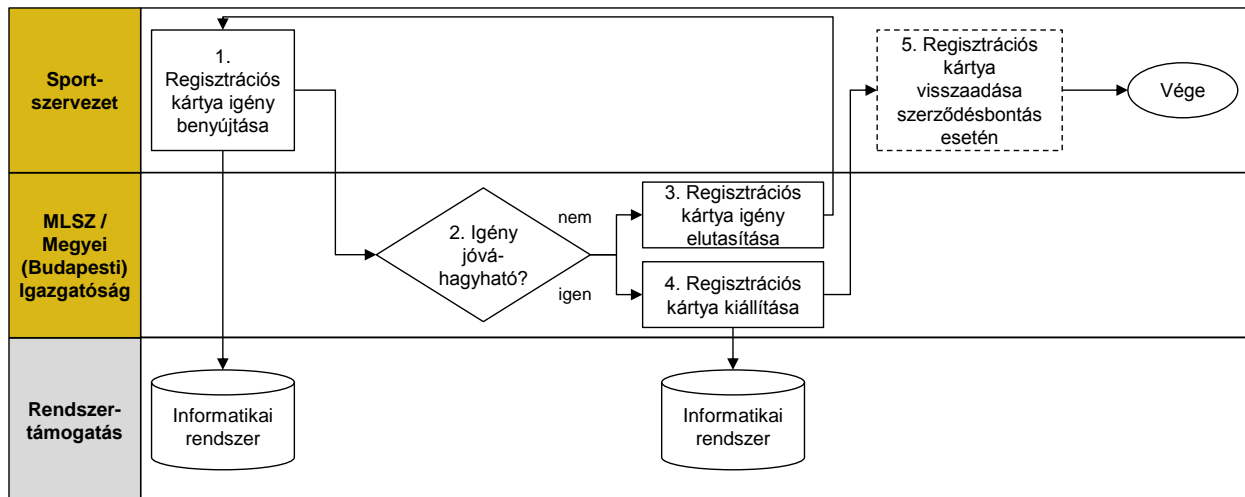 Sport-
szervezet
1.
Regisztrációs
kártya igény
benyújtása
5. Regisztrációs
kártya
visszaadása
szerződésbontás
esetén
Vége
MLSZ /
Megyei
(Budapesti)
Igazgatóság
2. Igény
jóvá-
hagyható?
nem
igen
3. Regisztrációs
kártya igény
elutasítása
4. Regisztrációs
kártya kiállítása
Rendszer-
támogatás
Informatikai
rendszer
Informatikai
rendszer